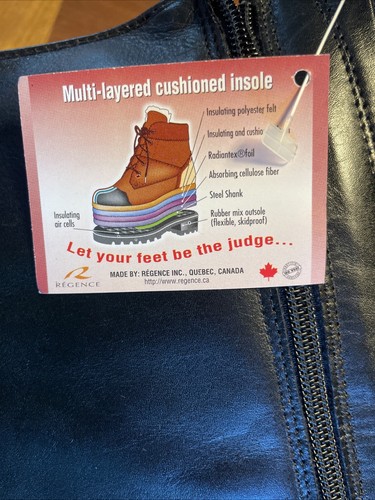 Multi-layered cushioned insole
Insulating polyester felt
Insulating and cushio
Radiantex®foil
Absorbing cellulose fiber
Steel Shank
Insulating
air cells
Rubber mix outsole
(flexible, skidproof)
Let your feet be the judge...
RÉGENCE
MADE BY: RÉGENCE INC., QUEBEC, CANADA
http://www.regence.ca